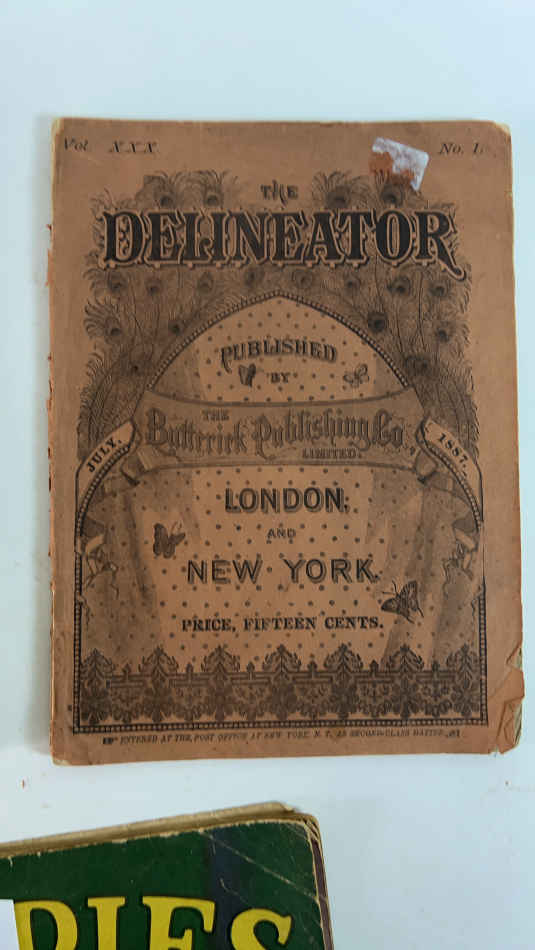 Vol. XXX. No. 1.
THE
DELINEATOR
PUBLISHED
BY
THE
Butterick Publishing Co.,
LIMITED.
JULY. 1887.
LONDON,
AND
NEW YORK.
PRICE, FIFTEEN CENTS.
ENTERED AT THE POST OFFICE AT NEW YORK, N. Y., AS SECOND-CLASS MATTER.